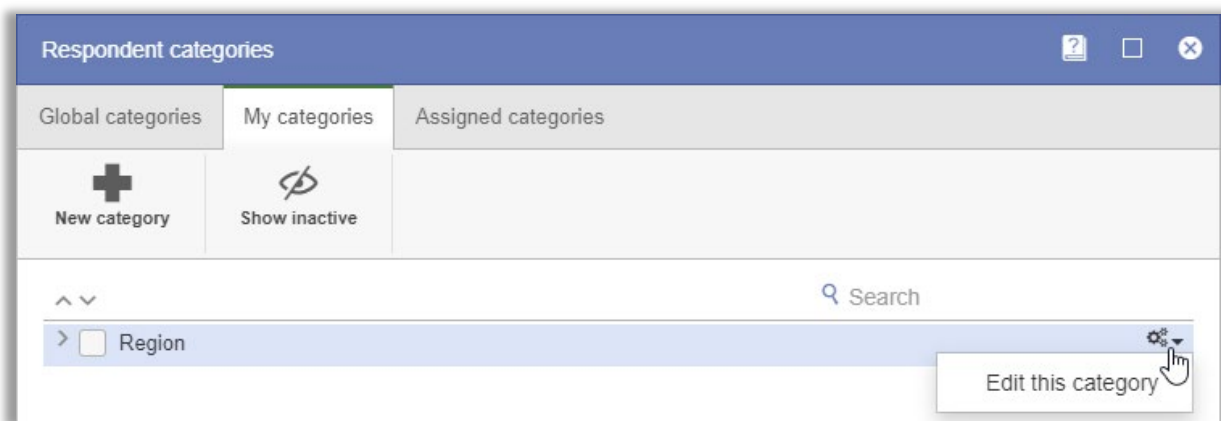 Respondent categories
Global categories My categories Assigned categories
New category Show inactive
Search
Region
Edit this category